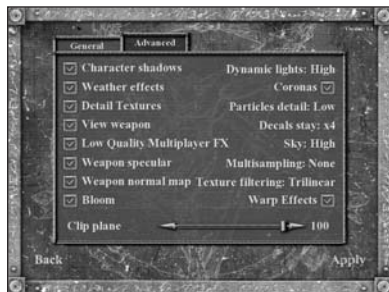 General Advanced
Character shadows Dynamic lights: High
Weather effects Coronas
Detail Textures Particles detail: Low
View weapon Decals stay: x4
Low Quality Multiplayer FX Sky: High
Weapon specular Multisampling: None
Weapon normal map Texture filtering: Trilinear
Bloom Warp Effects
Clip plane 100
Back Apply